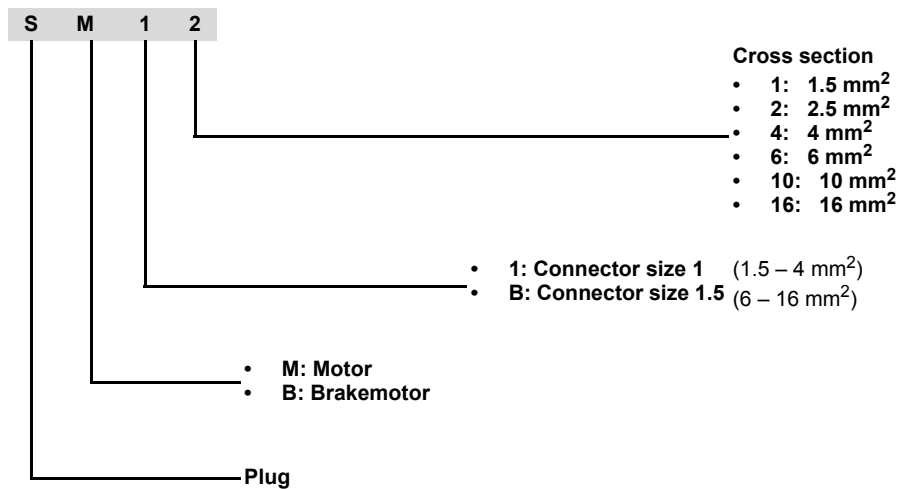 S M 1 2
Cross section
• 1: 1.5 mm²
• 2: 2.5 mm²
• 4: 4 mm²
• 6: 6 mm²
• 10: 10 mm²
• 16: 16 mm²
• 1: Connector size 1 (1.5 – 4 mm²)
• B: Connector size 1.5 (6 – 16 mm²)
• M: Motor
• B: Brakemotor
Plug